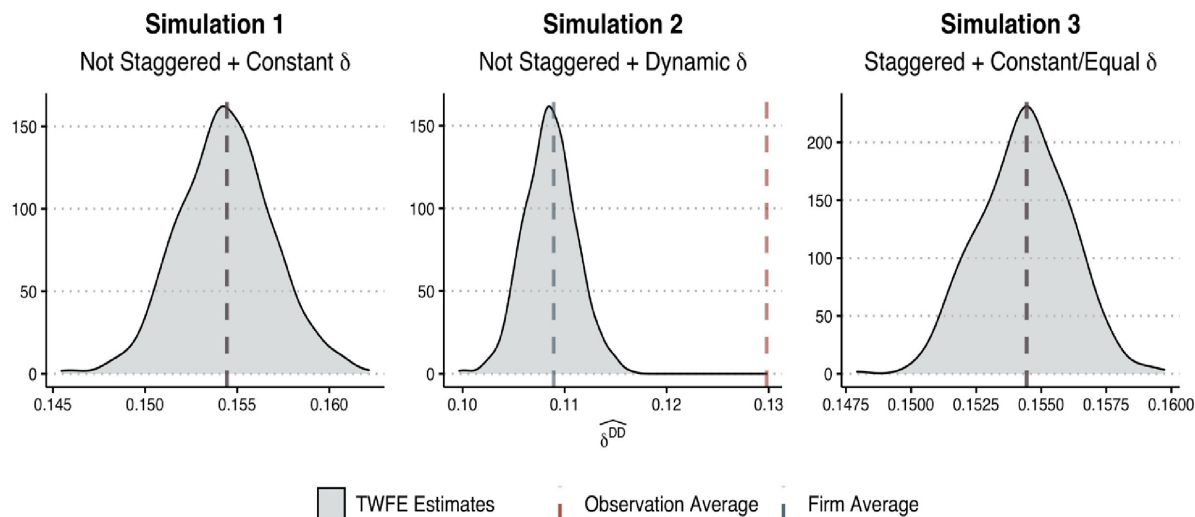 Simulation 1
Not Staggered + Constant δ
150
100
50
0
0.145 0.150 0.155 0.160
Simulation 2
Not Staggered + Dynamic δ
150
100
50
0
0.10 0.11 0.12 0.13
Simulation 3
Staggered + Constant/Equal δ
200
150
100
50
0
0.1475 0.1500 0.1525 0.1550 0.1575 0.1600
δ^DD
TWFE Estimates Observation Average Firm Average